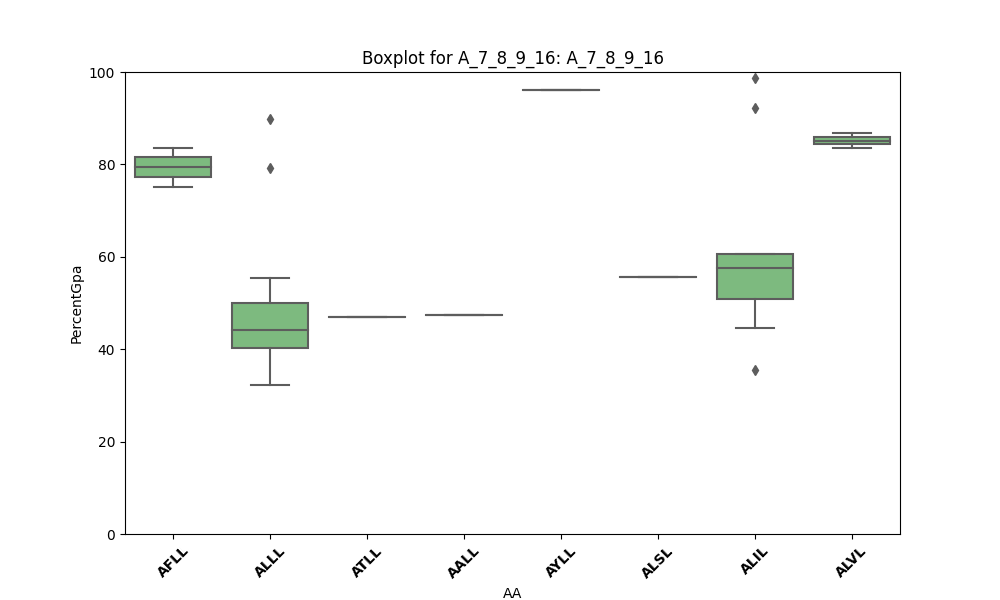 Boxplot for A_7_8_9_16: A_7_8_9_16
100
80
60
40
20
0
PercentGpa
AFLL
ALLL
ATLL
AALL
AYLL
ALSL
ALIL
ALVL
AA